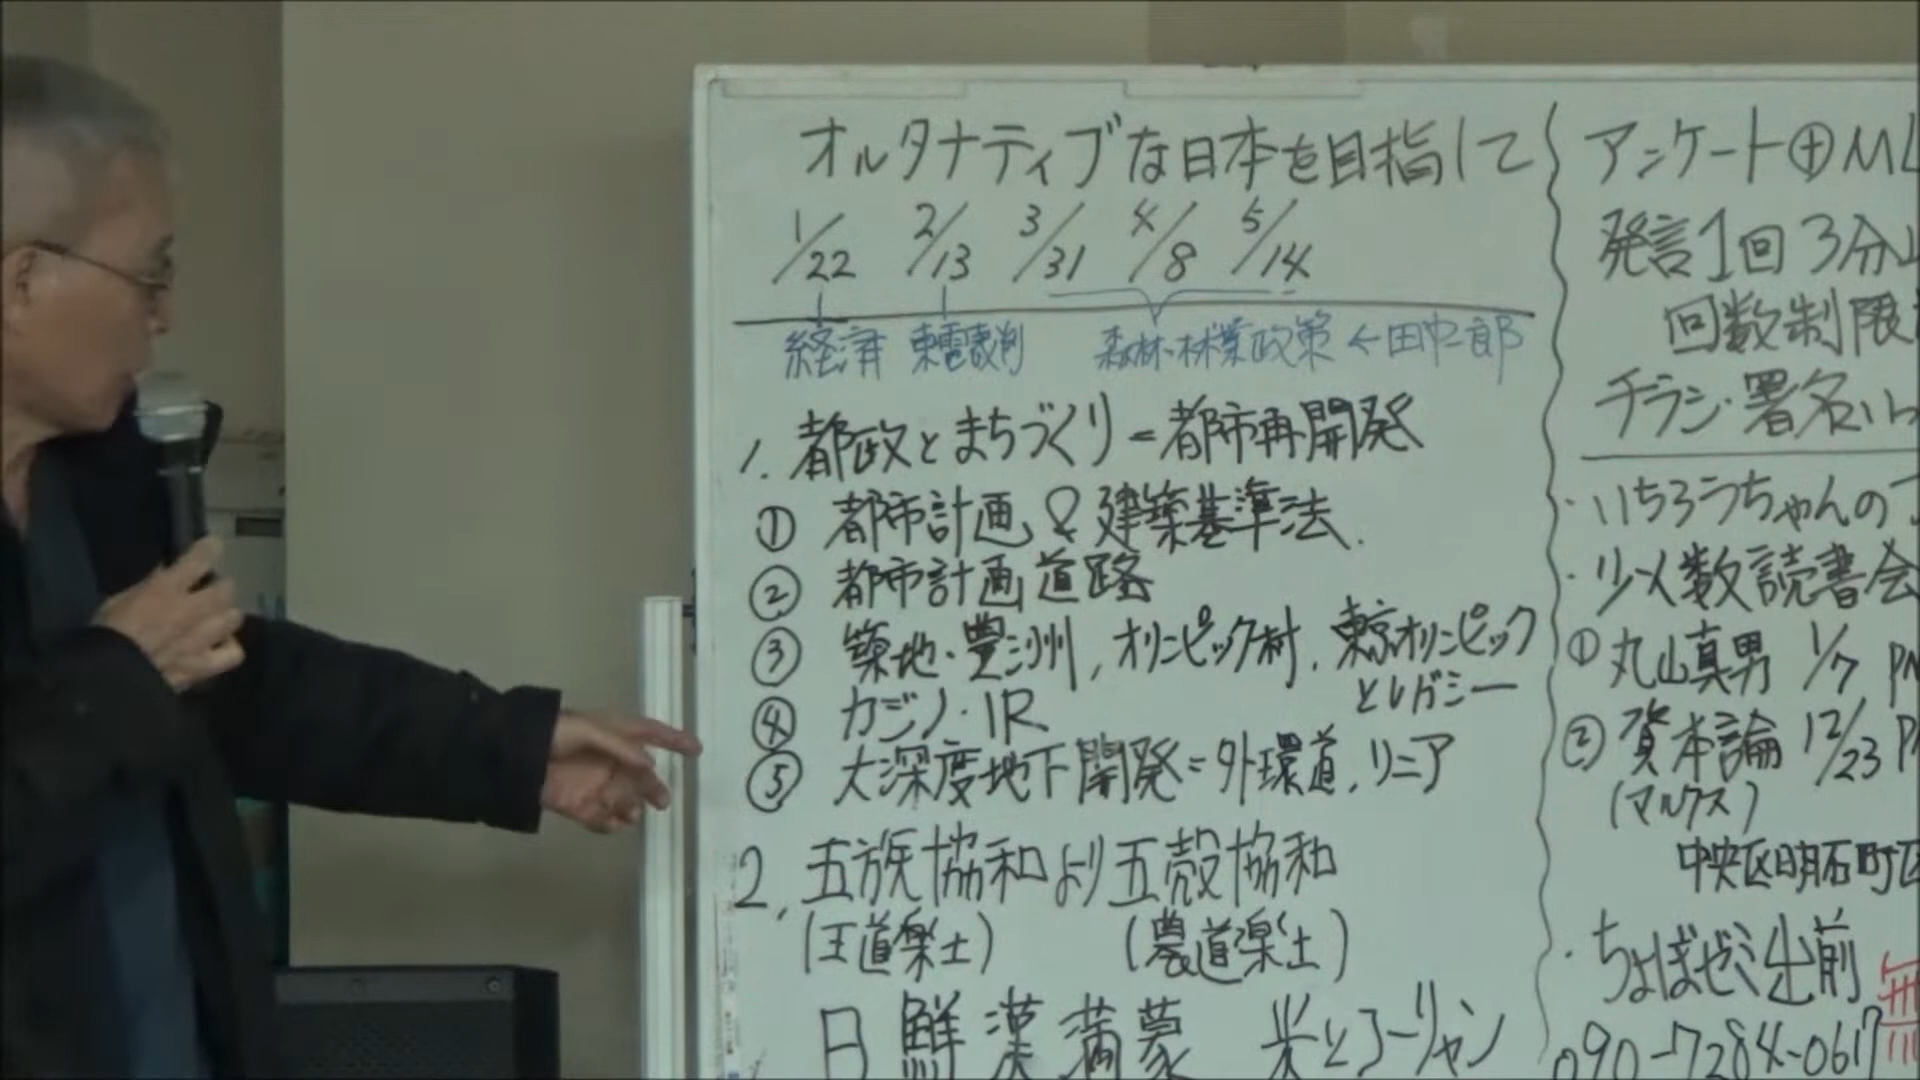 オルタナティブな日本を目指して
1/22 2/13 3/31 4/8 5/14
経済 東電裁判 森林・林業政策 ← 田中一郎
1. 都政とまちづくり = 都市再開発
① 都市計画 & 建築基準法.
② 都市計画道路
③ 築地・豊洲, オリンピック村, 東京オリンピック
とレガシー
④ カジノ・IR
⑤ 大深度地下開発 = 外環道, リニア
2. 五族協和より五穀協和
(王道楽土) (農道楽土)
日鮮漢満蒙 米とコーリャン
アンケート⊕ML
発言1回3分
回数制限
チラシ・署名
・いちろうちゃんの
・少人数読書会
① 丸山真男 1/7
② 資本論 12/23
(マルクス)
中央区明石町区
・ちょぼゼミ出前
090-7284-0617